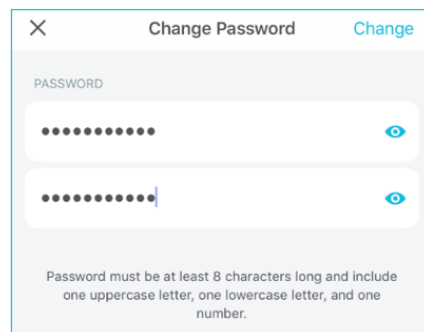 Change Password Change
PASSWORD
•••••••••••
•••••••••••
Password must be at least 8 characters long and include
one uppercase letter, one lowercase letter, and one
number.